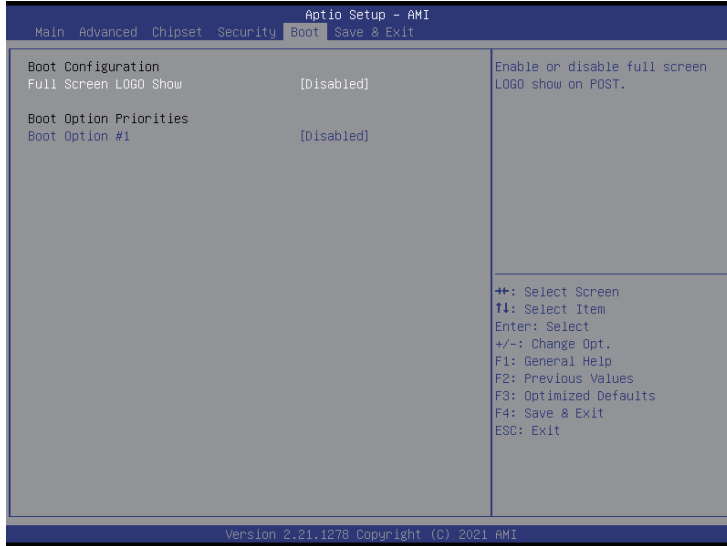 Aptio Setup – AMI
Main Advanced Chipset Security Boot Save & Exit
Boot Configuration
Full Screen LOGO Show [Disabled]
Boot Option Priorities
Boot Option #1 [Disabled]
Enable or disable full screen
LOGO show on POST.
→←: Select Screen
↑↓: Select Item
Enter: Select
+/-: Change Opt.
F1: General Help
F2: Previous Values
F3: Optimized Defaults
F4: Save & Exit
ESC: Exit
Version 2.21.1278 Copyright (C) 2021 AMI